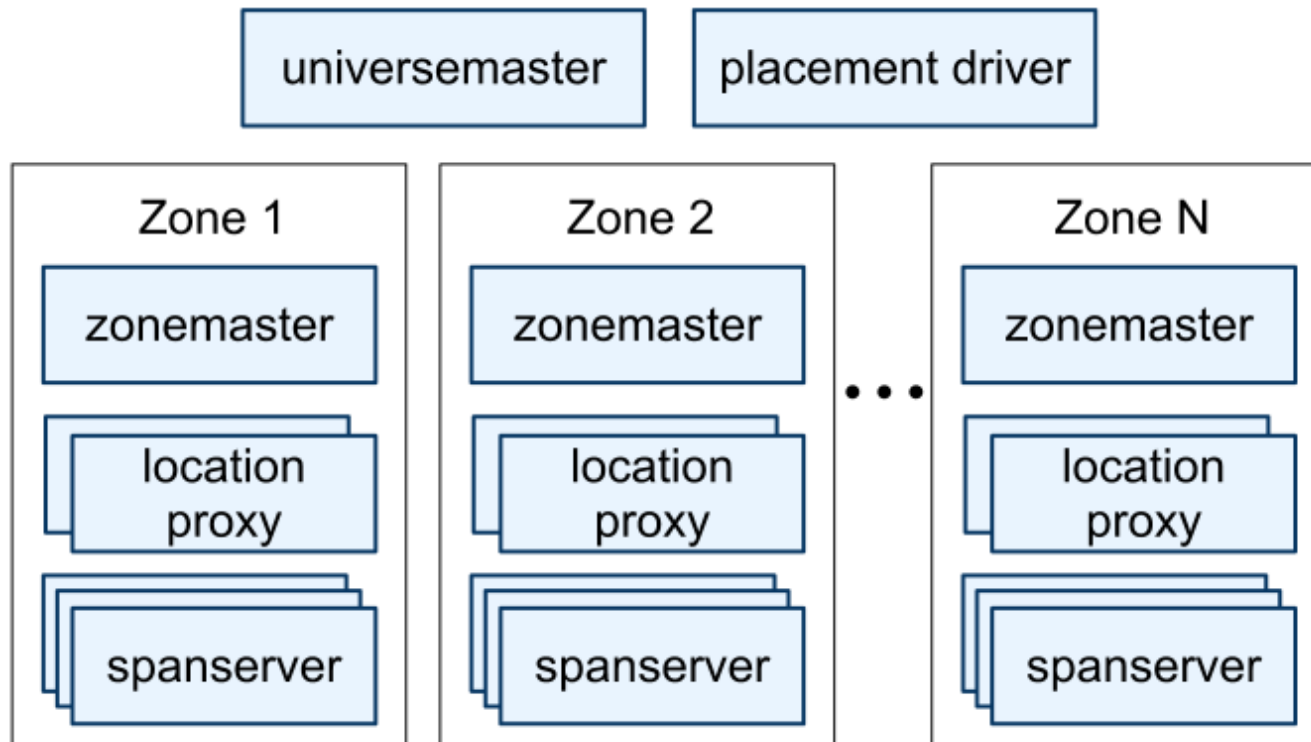 universemaster
placement driver
Zone 1
zonemaster
location
proxy
spanserver
Zone 2
zonemaster
location
proxy
spanserver
...
Zone N
zonemaster
location
proxy
spanserver